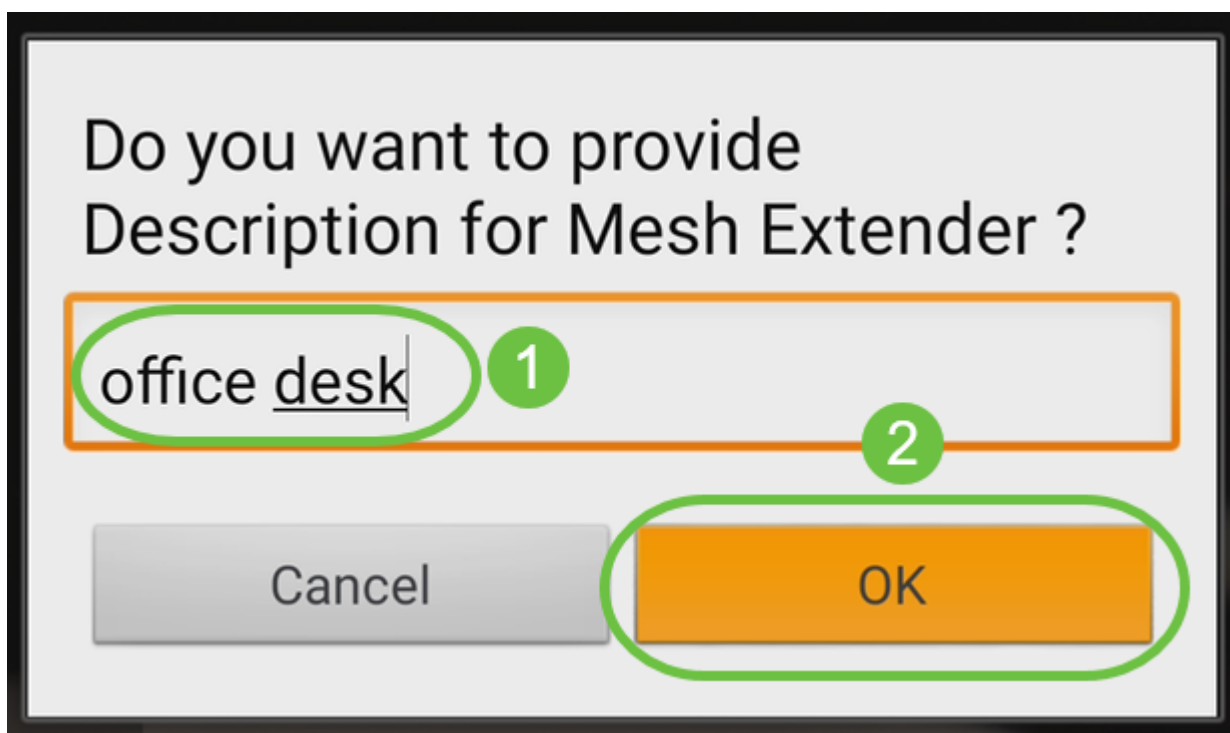 Do you want to provide
Description for Mesh Extender ?
office desk
1
2
Cancel
OK